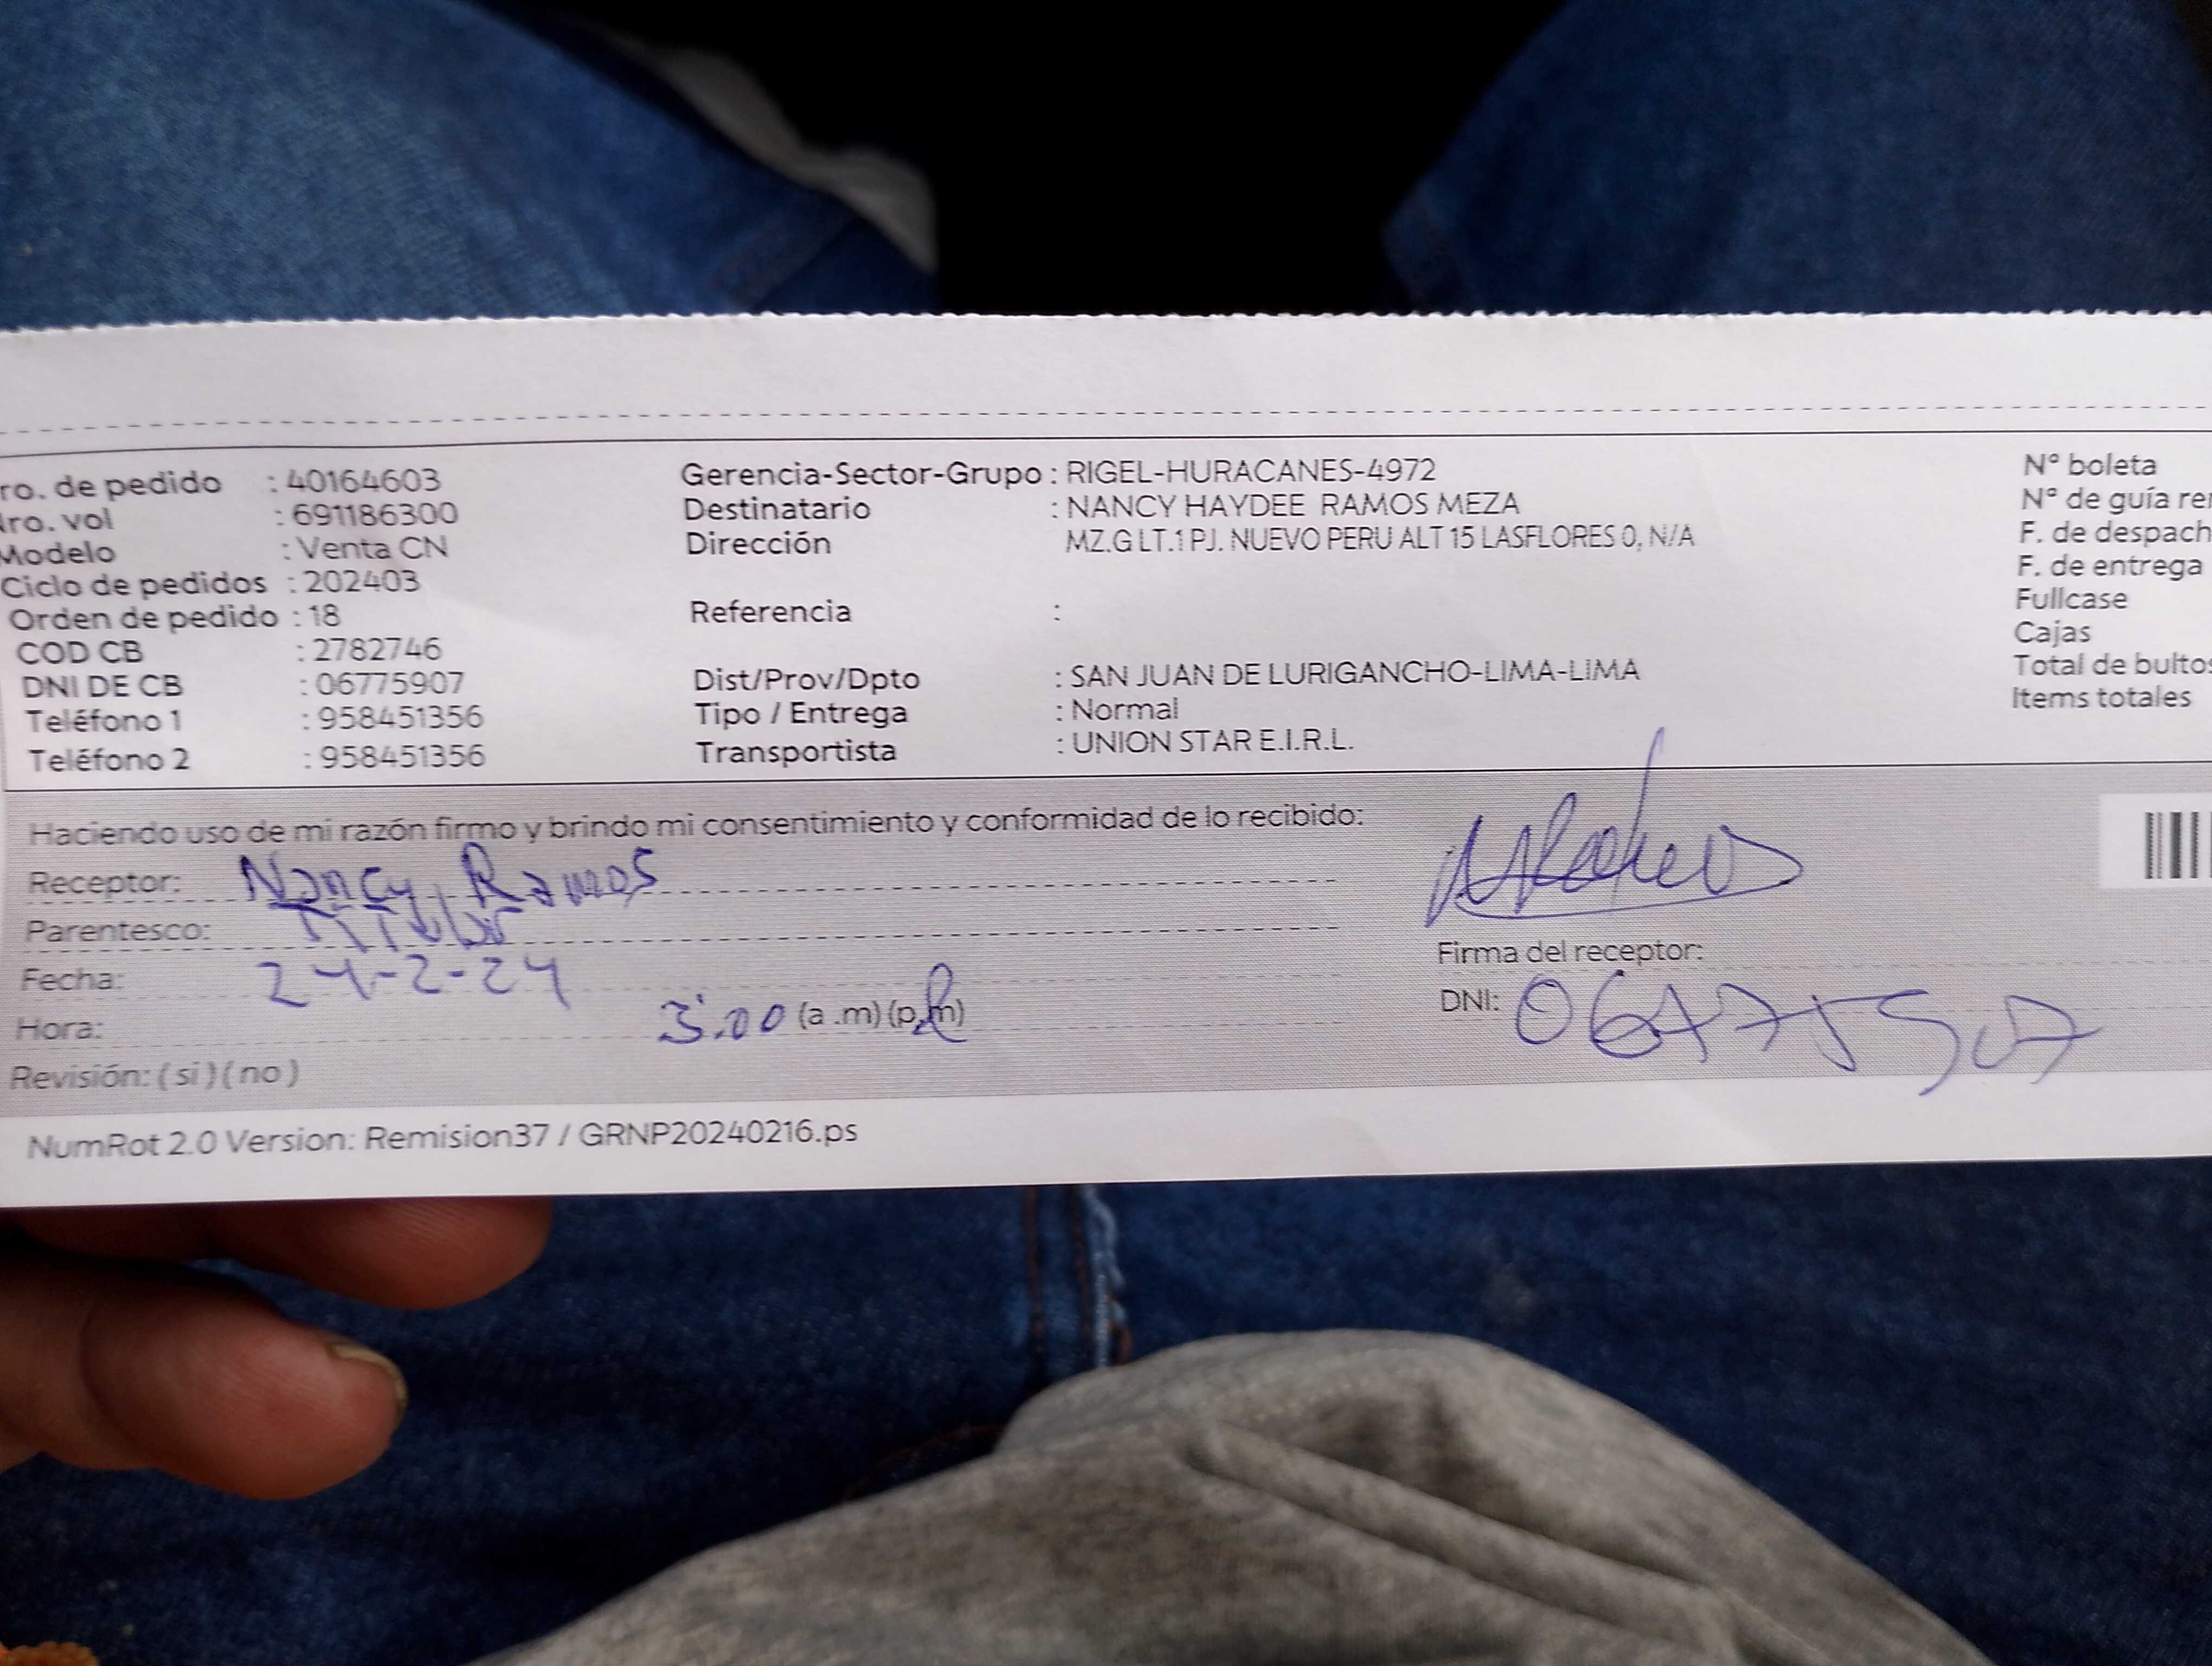 ro. de pedido : 40164603
Nro. vol : 691186300
Modelo : Venta CN
Ciclo de pedidos : 202403
Orden de pedido : 18
COD CB : 2782746
DNI DE CB : 06775907
Teléfono 1 : 958451356
Teléfono 2 : 958451356
Gerencia-Sector-Grupo : RIGEL-HURACANES-4972
Destinatario : NANCY HAYDEE RAMOS MEZA
Dirección MZ.G LT.1 PJ. NUEVO PERU ALT 15 LASFLORES 0, N/A
Referencia :
Dist/Prov/Dpto : SAN JUAN DE LURIGANCHO-LIMA-LIMA
Tipo / Entrega : Normal
Transportista : UNION STAR E.I.R.L.
N° boleta
N° de guía re
F. de despach
F. de entrega
Fullcase
Cajas
Total de bultos
Items totales
Haciendo uso de mi razón firmo y brindo mi consentimiento y conformidad de lo recibido:
Receptor: Nancy Ramos
Parentesco: Titular
Fecha: 24-2-24
Hora: 3:00 (a .m) (p.m)
Revisión: ( si ) ( no )
Firma del receptor:
DNI: 06775907
NumRot 2.0 Version: Remision37 / GRNP20240216.ps